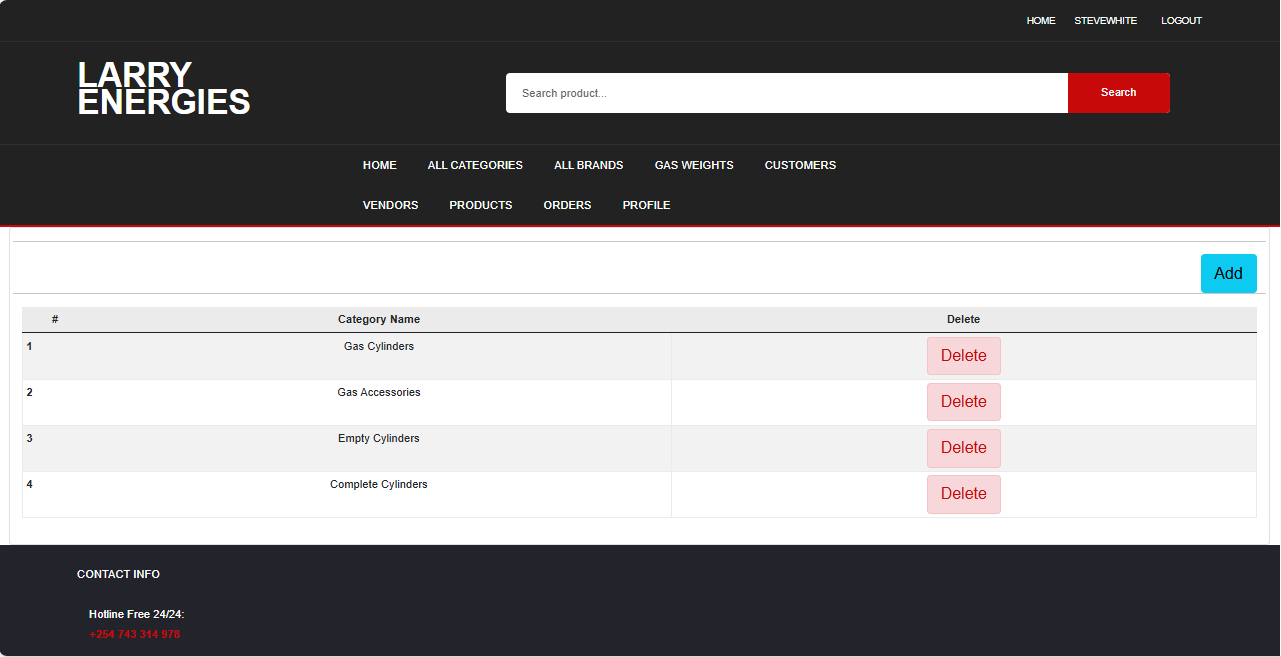 HOME STEVEWHITE LOGOUT
LARRY
ENERGIES
Search product... Search
HOME ALL CATEGORIES ALL BRANDS GAS WEIGHTS CUSTOMERS
VENDORS PRODUCTS ORDERS PROFILE
Add
# Category Name Delete
1 Gas Cylinders Delete
2 Gas Accessories Delete
3 Empty Cylinders Delete
4 Complete Cylinders Delete
CONTACT INFO
Hotline Free 24/24:
+254 743 314 978